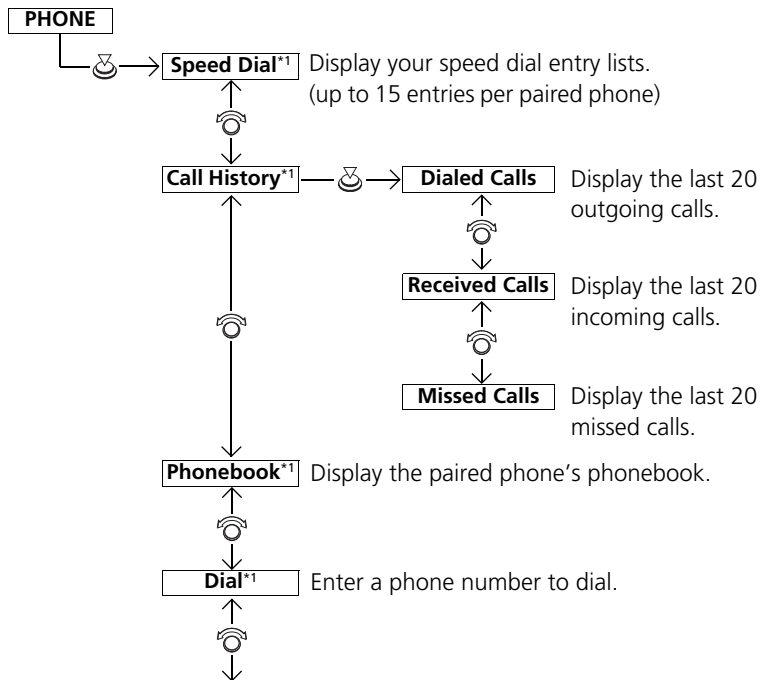 PHONE
Speed Dial*1 Display your speed dial entry lists.
(up to 15 entries per paired phone)
Call History*1 Dialed Calls Display the last 20
outgoing calls.
Received Calls Display the last 20
incoming calls.
Missed Calls Display the last 20
missed calls.
Phonebook*1 Display the paired phone’s phonebook.
Dial*1 Enter a phone number to dial.